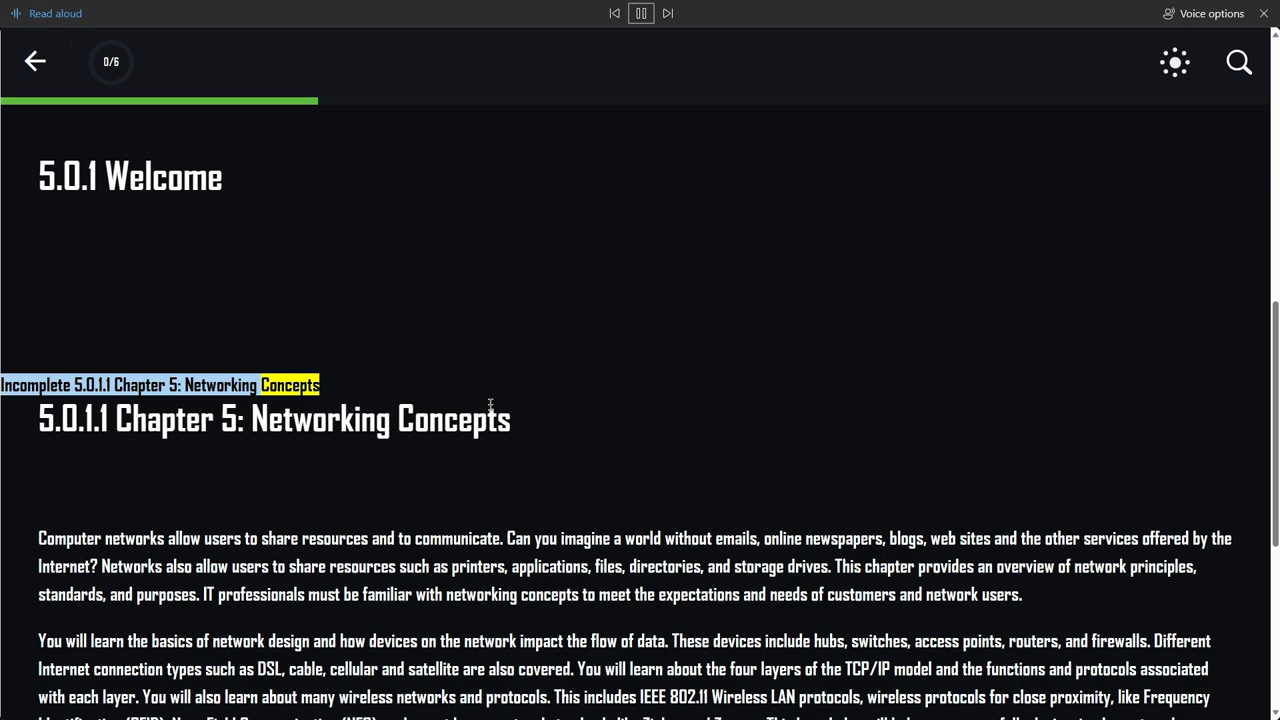 Read aloud
Voice options
0/6
5.0.1 Welcome
Incomplete 5.0.1.1 Chapter 5: Networking Concepts
5.0.1.1 Chapter 5: Networking Concepts
Computer networks allow users to share resources and to communicate. Can you imagine a world without emails, online newspapers, blogs, web sites and the other services offered by the
Internet? Networks also allow users to share resources such as printers, applications, files, directories, and storage drives. This chapter provides an overview of network principles,
standards, and purposes. IT professionals must be familiar with networking concepts to meet the expectations and needs of customers and network users.
You will learn the basics of network design and how devices on the network impact the flow of data. These devices include hubs, switches, access points, routers, and firewalls. Different
Internet connection types such as DSL, cable, cellular and satellite are also covered. You will learn about the four layers of the TCP/IP model and the functions and protocols associated
with each layer. You will also learn about many wireless networks and protocols. This includes IEEE 802.11 Wireless LAN protocols, wireless protocols for close proximity, like Frequency